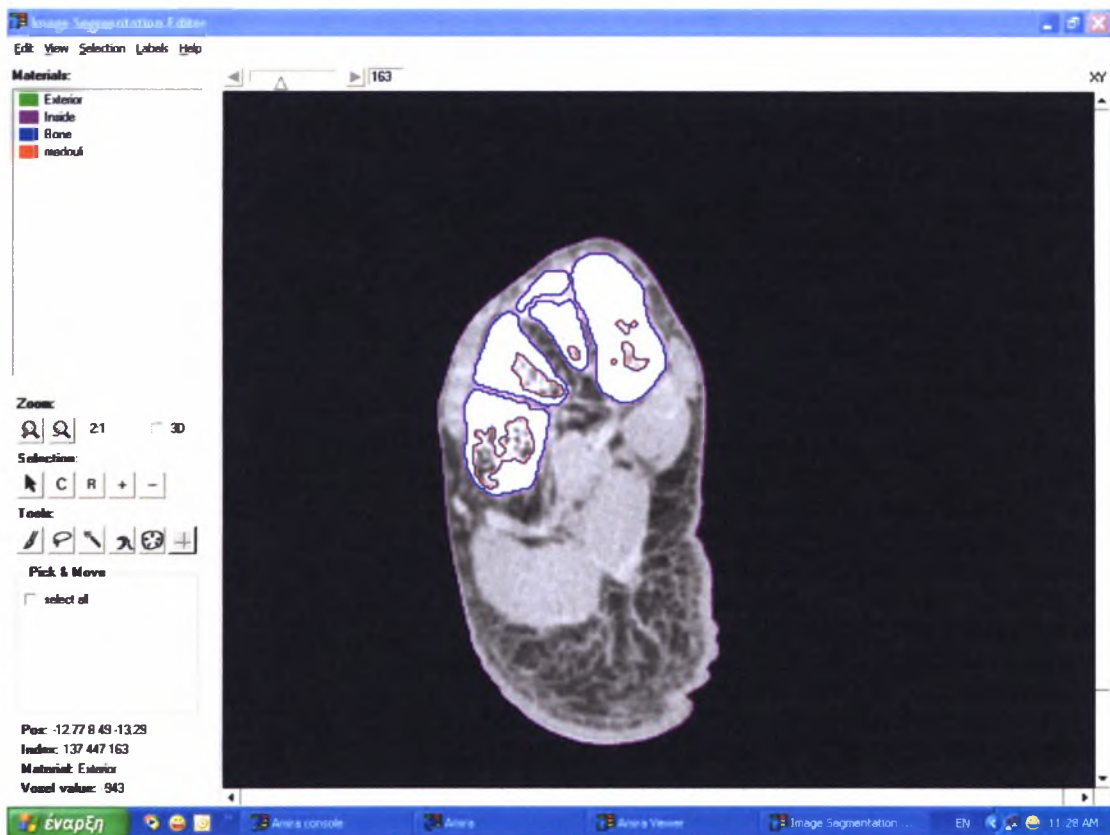 Image Segmentation Editor
Edit View Selection Labels Help
Materials:
163
XY
Exterior
Inside
Bone
medouli
Zoom:
2:1
3D
Selection:
C R + -
Tools:
Pick & Move
select all
Pos: -12.77 8.49 -13.29
Index: 137 447 163
Material: Exterior
Voxel value: -943
έναρξη
Amira console
Amira
Amira Viewer
Image Segmentation ...
EN
11:28 AM